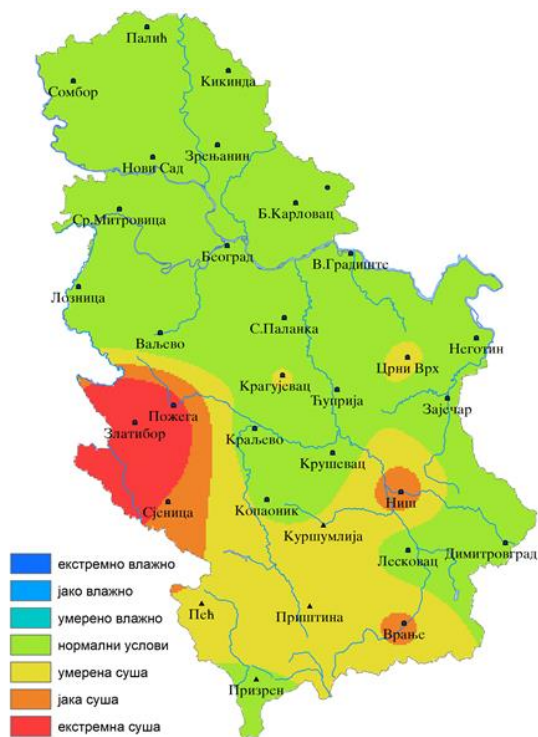 Палић
Кикинда
Сомбор
Зрењанин
Нови Сад
Б.Карловац
Ср.Митровица
Београд
В.Градиште
Лозница
С.Паланка
Ваљево
Неготин
Црни Врх
Крагујевац
Ћуприја
Зајечар
Пожега
Златибор
Краљево
Крушевац
Ниш
Сјеница
Копаоник
Куршумлија
Димитровград
Лесковац
Пећ
Приштина
Врање
Призрен
екстремно влажно
јако влажно
умерено влажно
нормални услови
умерена суша
јака суша
екстремна суша